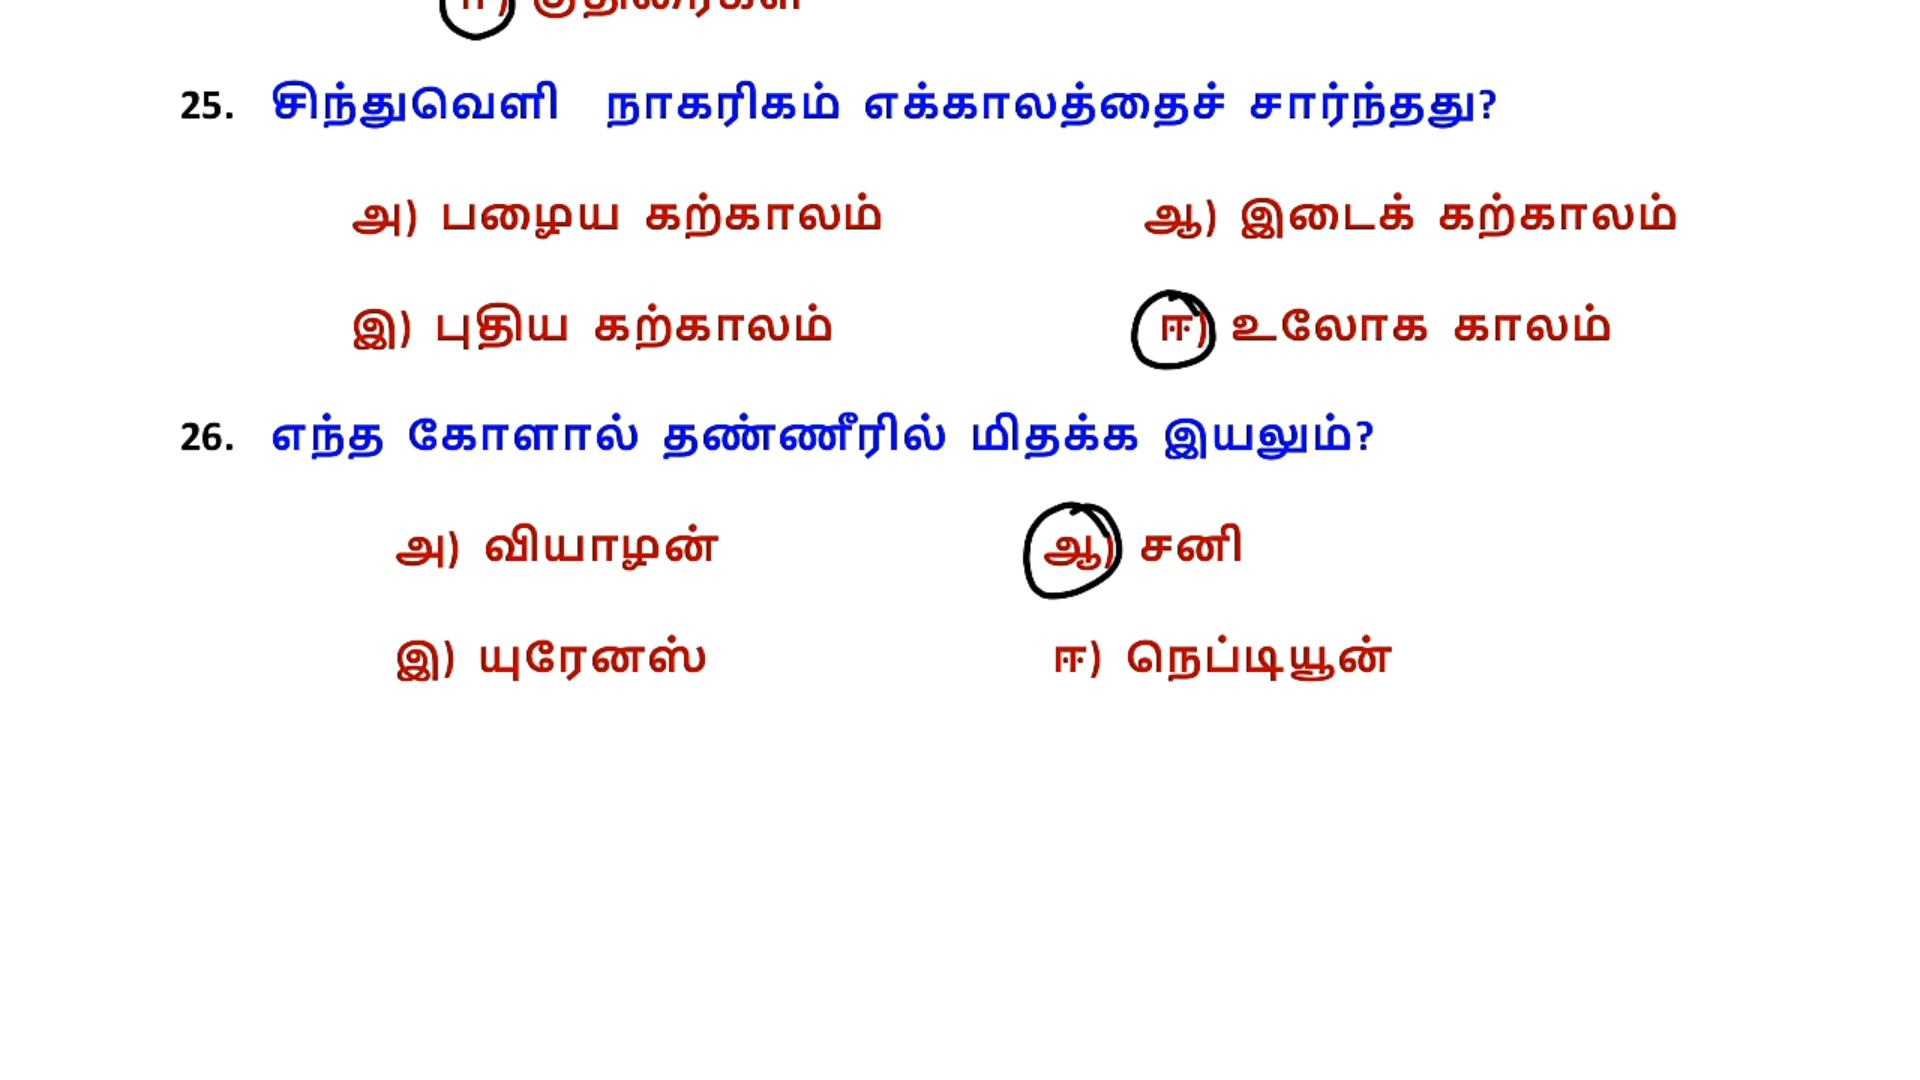 ஈ) குதிரைகள்
25. சிந்துவெளி நாகரிகம் எக்காலத்தைச் சார்ந்தது?
அ) பழைய கற்காலம் ஆ) இடைக் கற்காலம்
இ) புதிய கற்காலம் ஈ) உலோக காலம்
26. எந்த கோளால் தண்ணீரில் மிதக்க இயலும்?
அ) வியாழன் ஆ) சனி
இ) யுரேனஸ் ஈ) நெப்டியூன்